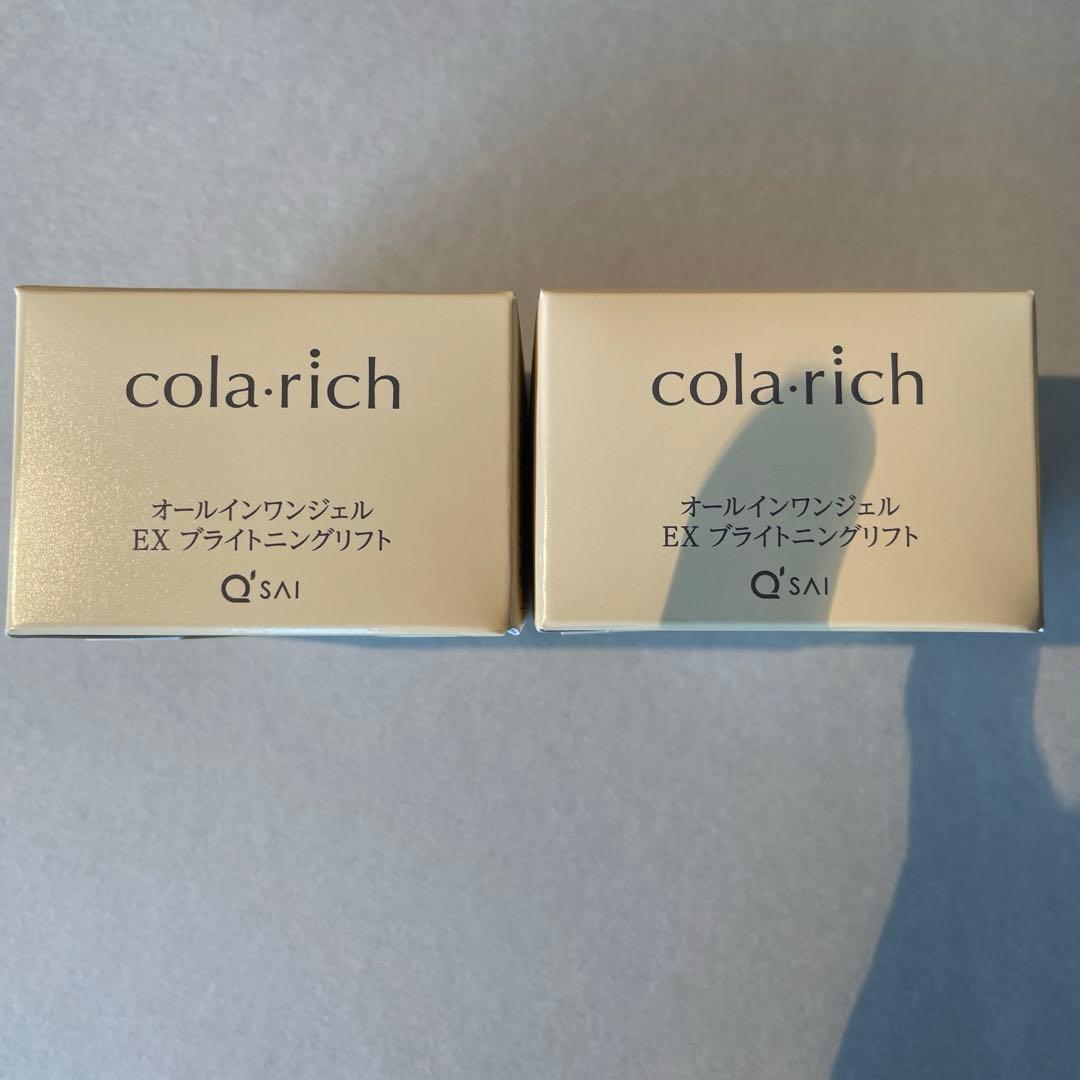 cola·rich
オールインワンジェル
EX ブライトニングリフト
Q'SAI
cola·rich
オールインワンジェル
EX ブライトニングリフト
Q'SAI